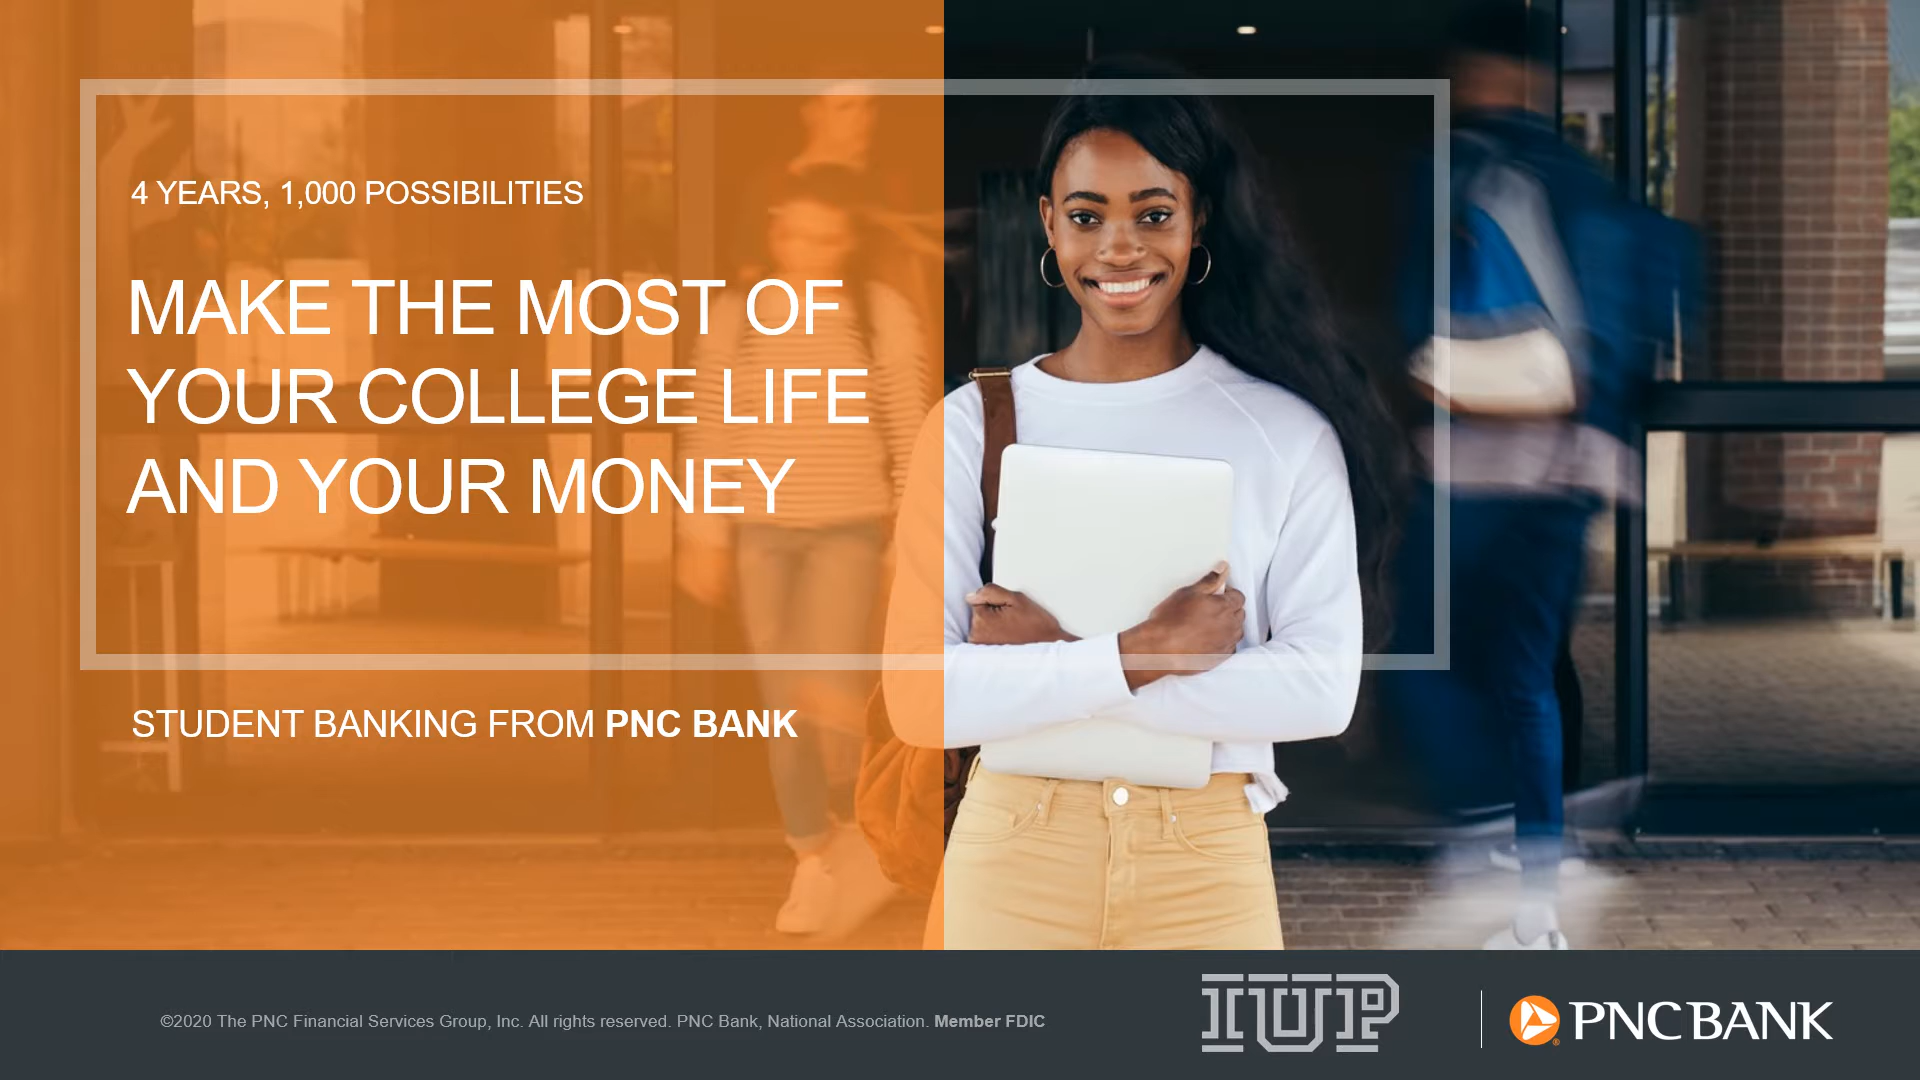 4 YEARS, 1,000 POSSIBILITIES
MAKE THE MOST OF
YOUR COLLEGE LIFE
AND YOUR MONEY
STUDENT BANKING FROM PNC BANK
©2020 The PNC Financial Services Group, Inc. All rights reserved. PNC Bank, National Association. Member FDIC
IUP
PNC BANK